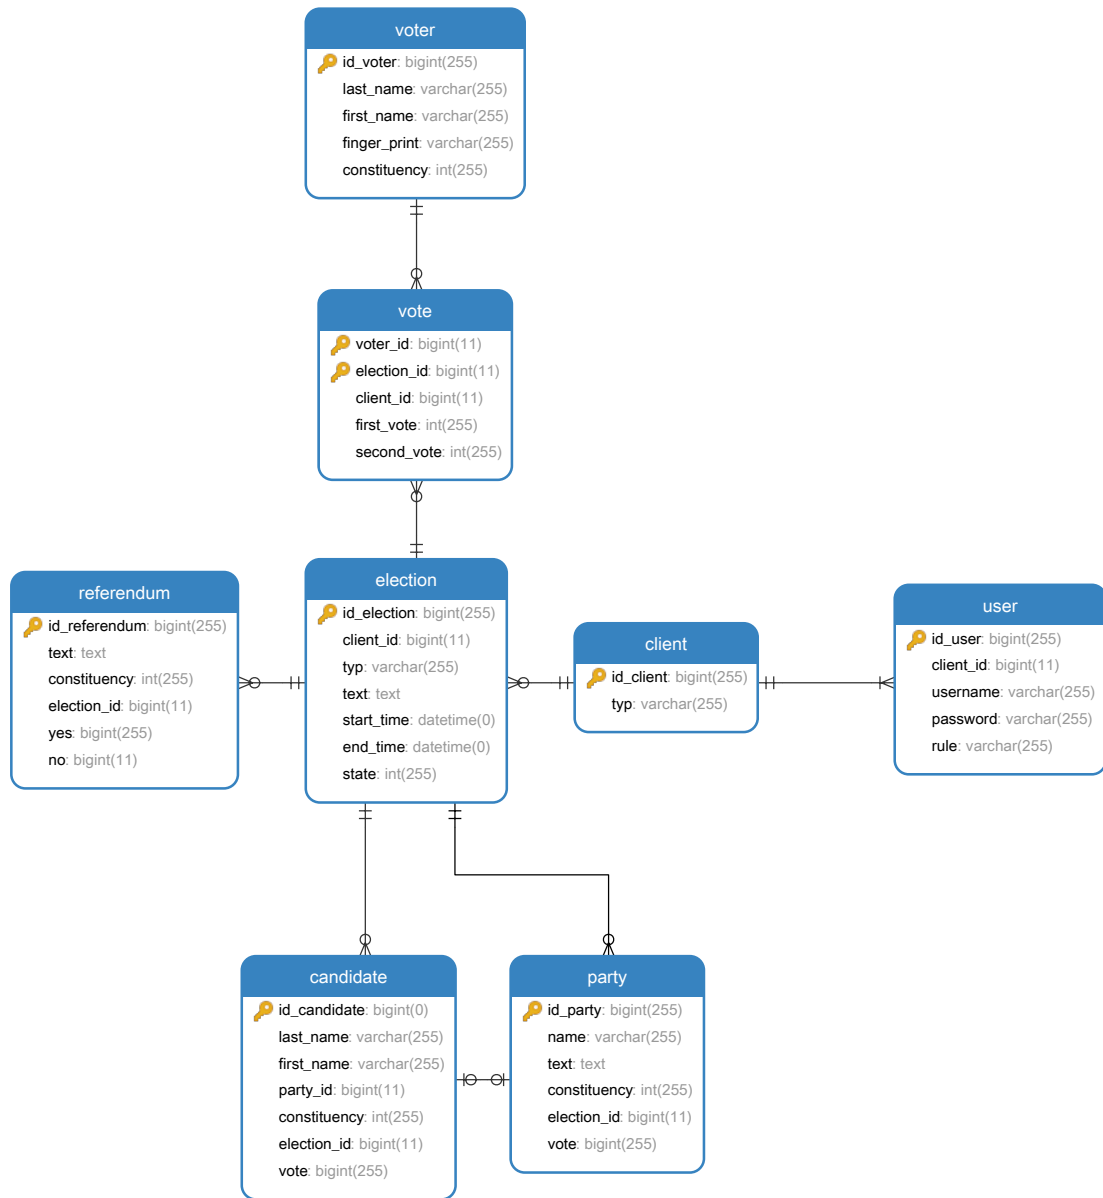 voter
id_voter: bigint(255)
last_name: varchar(255)
first_name: varchar(255)
finger_print: varchar(255)
constituency: int(255)
vote
voter_id: bigint(11)
election_id: bigint(11)
client_id: bigint(11)
first_vote: int(255)
second_vote: int(255)
referendum
id_referendum: bigint(255)
text: text
constituency: int(255)
election_id: bigint(11)
yes: bigint(255)
no: bigint(11)
election
id_election: bigint(255)
client_id: bigint(11)
typ: varchar(255)
text: text
start_time: datetime(0)
end_time: datetime(0)
state: int(255)
client
id_client: bigint(255)
typ: varchar(255)
user
id_user: bigint(255)
client_id: bigint(11)
username: varchar(255)
password: varchar(255)
rule: varchar(255)
candidate
id_candidate: bigint(0)
last_name: varchar(255)
first_name: varchar(255)
party_id: bigint(11)
constituency: int(255)
election_id: bigint(11)
vote: bigint(255)
party
id_party: bigint(255)
name: varchar(255)
text: text
constituency: int(255)
election_id: bigint(11)
vote: bigint(255)